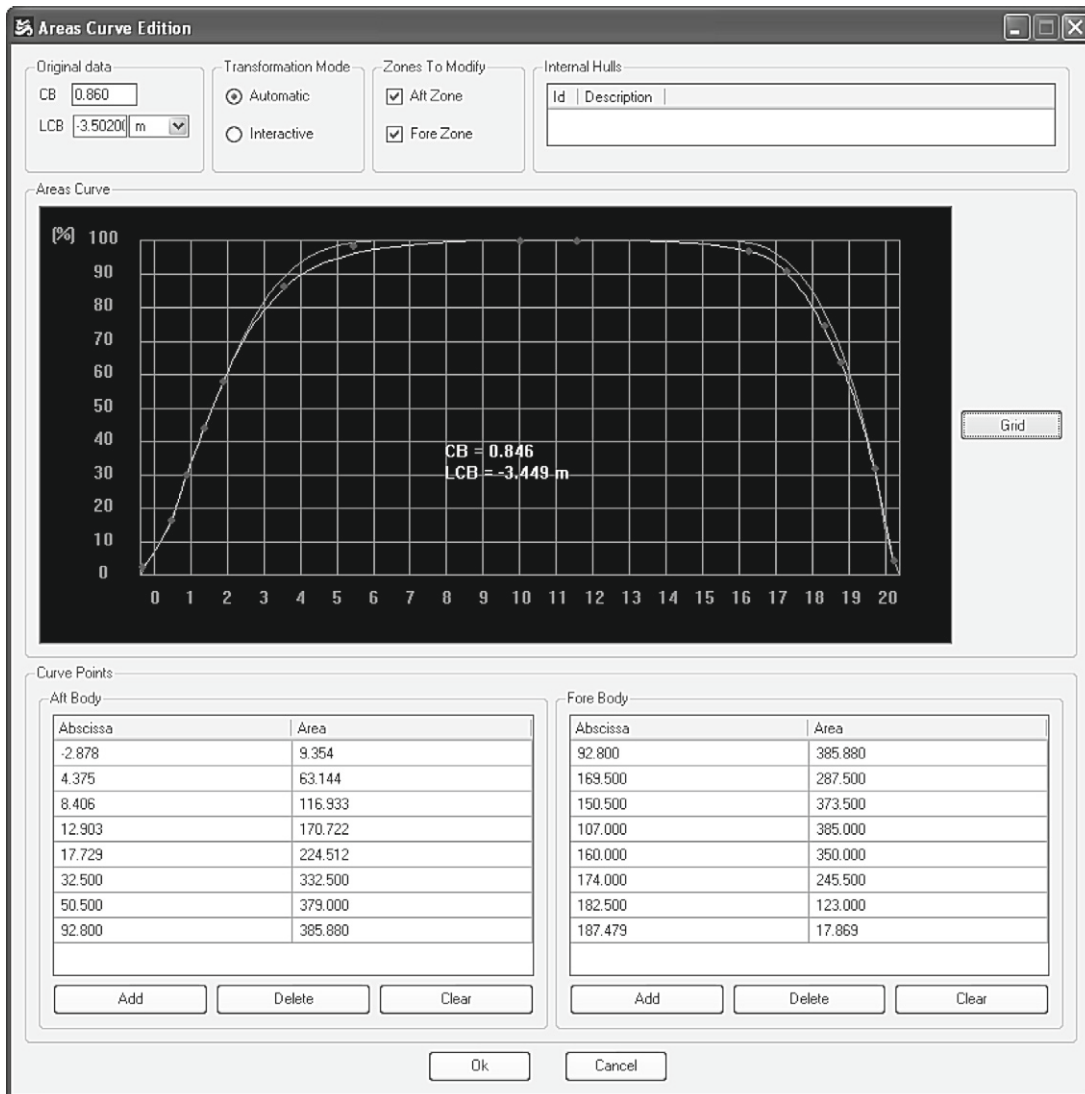 Areas Curve Edition
Original data
CB 0.860
LCB -3.5020( m
Transformation Mode
Automatic
Interactive
Zones To Modify
Aft Zone
Fore Zone
Internal Hulls
Id Description
Areas Curve
(%) 100
90
80
70
60
50
40
30
20
10
0
CB = 0.846
LCB = -3.449 m
0 1 2 3 4 5 6 7 8 9 10 11 12 13 14 15 16 17 18 19 20
Grid
Curve Points
Aft Body
Abscissa Area
-2.878 9.354
4.375 63.144
8.406 116.933
12.903 170.722
17.729 224.512
32.500 332.500
50.500 379.000
92.800 385.880
Add Delete Clear
Fore Body
Abscissa Area
92.800 385.880
169.500 287.500
150.500 373.500
107.000 385.000
160.000 350.000
174.000 245.500
182.500 123.000
187.479 17.869
Add Delete Clear
Ok Cancel